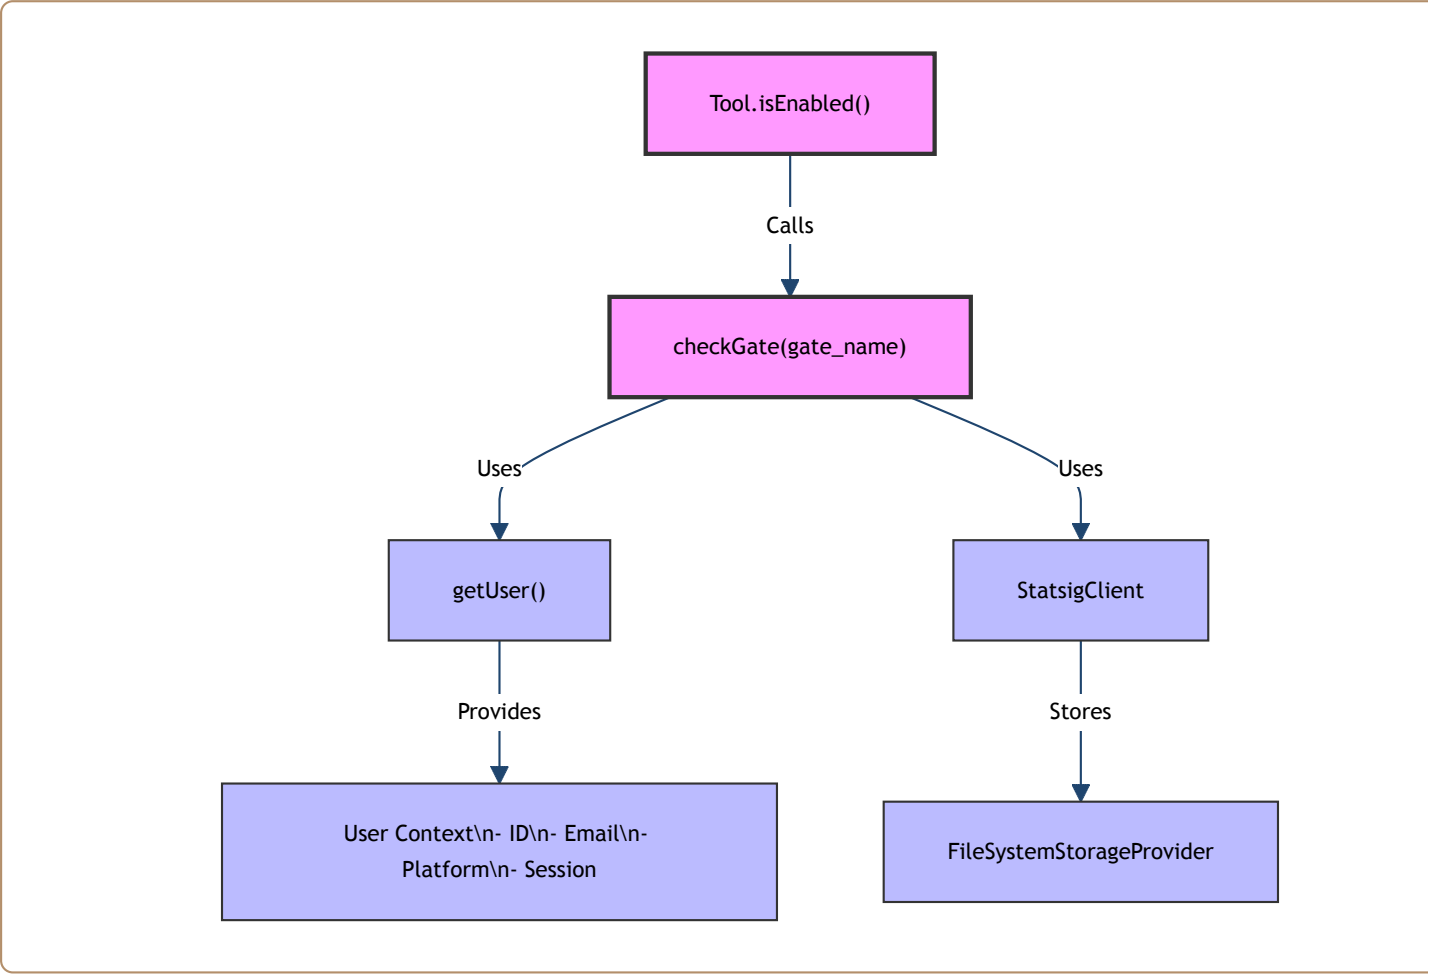 Tool.isEnabled()
Calls
checkGate(gate_name)
Uses
Uses
getUser()
StatsigClient
Provides
Stores
User Context\n- ID\n- Email\n-
Platform\n- Session
FileSystemStorageProvider